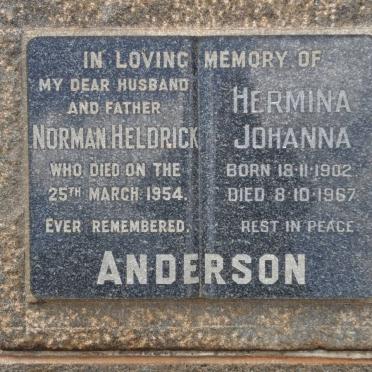 IN LOVING MEMORY OF
MY DEAR HUSBAND
AND FATHER
NORMAN HELDRICK
WHO DIED ON THE
25TH MARCH 1954.
EVER REMEMBERED.
HERMINA
JOHANNA
BORN 18·11·1902
DIED 8·10·1967
REST IN PEACE
ANDERSON